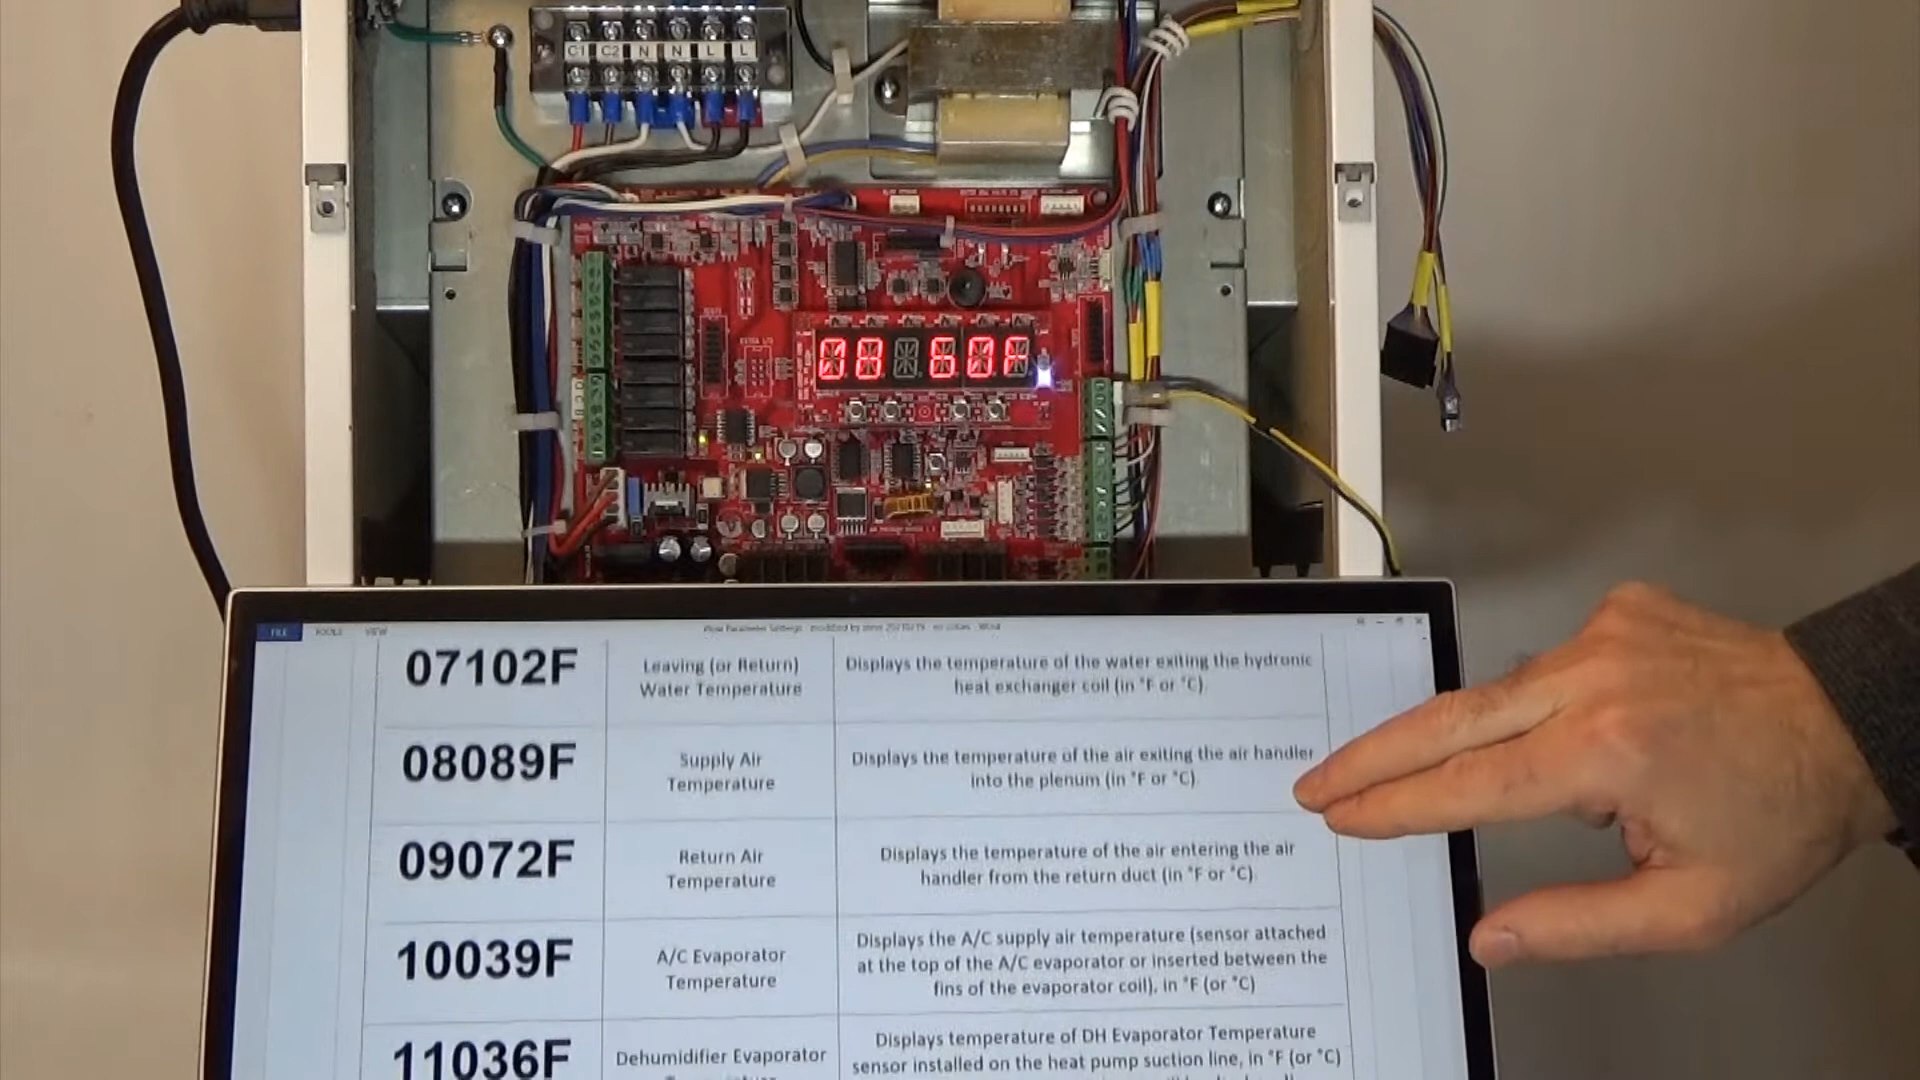 C1 C2 N N L L
08 60F
FILE TOOLS VIEW
07102F
Leaving (or Return)
Water Temperature
Displays the temperature of the water exiting the hydronic
heat exchanger coil (in °F or °C).
08089F
Supply Air
Temperature
Displays the temperature of the air exiting the air handler
into the plenum (in °F or °C).
09072F
Return Air
Temperature
Displays the temperature of the air entering the air
handler from the return duct (in °F or °C).
10039F
A/C Evaporator
Temperature
Displays the A/C supply air temperature (sensor attached
at the top of the A/C evaporator or inserted between the
fins of the evaporator coil), in °F (or °C)
11036F
Dehumidifier Evaporator
Displays temperature of DH Evaporator Temperature
sensor installed on the heat pump suction line, in °F (or °C)